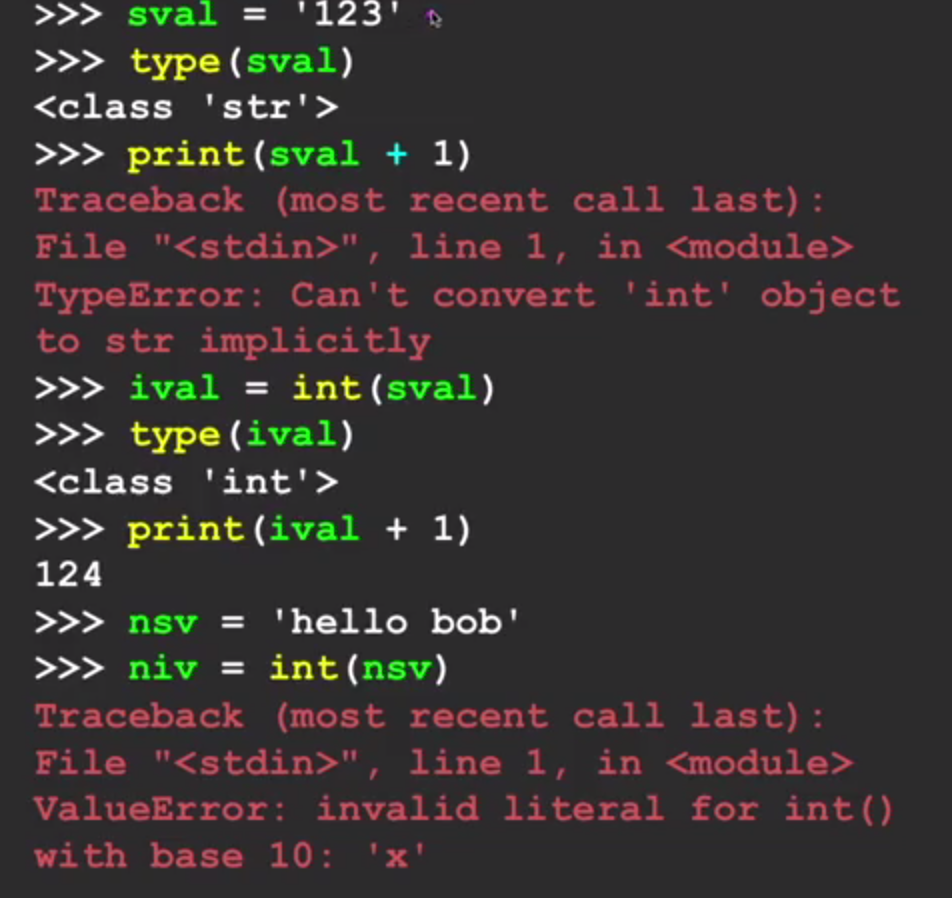 >>> sval = '123'
>>> type(sval)
<class 'str'>
>>> print(sval + 1)
Traceback (most recent call last):
File "<stdin>", line 1, in <module>
TypeError: Can't convert 'int' object
to str implicitly
>>> ival = int(sval)
>>> type(ival)
<class 'int'>
>>> print(ival + 1)
124
>>> nsv = 'hello bob'
>>> niv = int(nsv)
Traceback (most recent call last):
File "<stdin>", line 1, in <module>
ValueError: invalid literal for int()
with base 10: 'x'